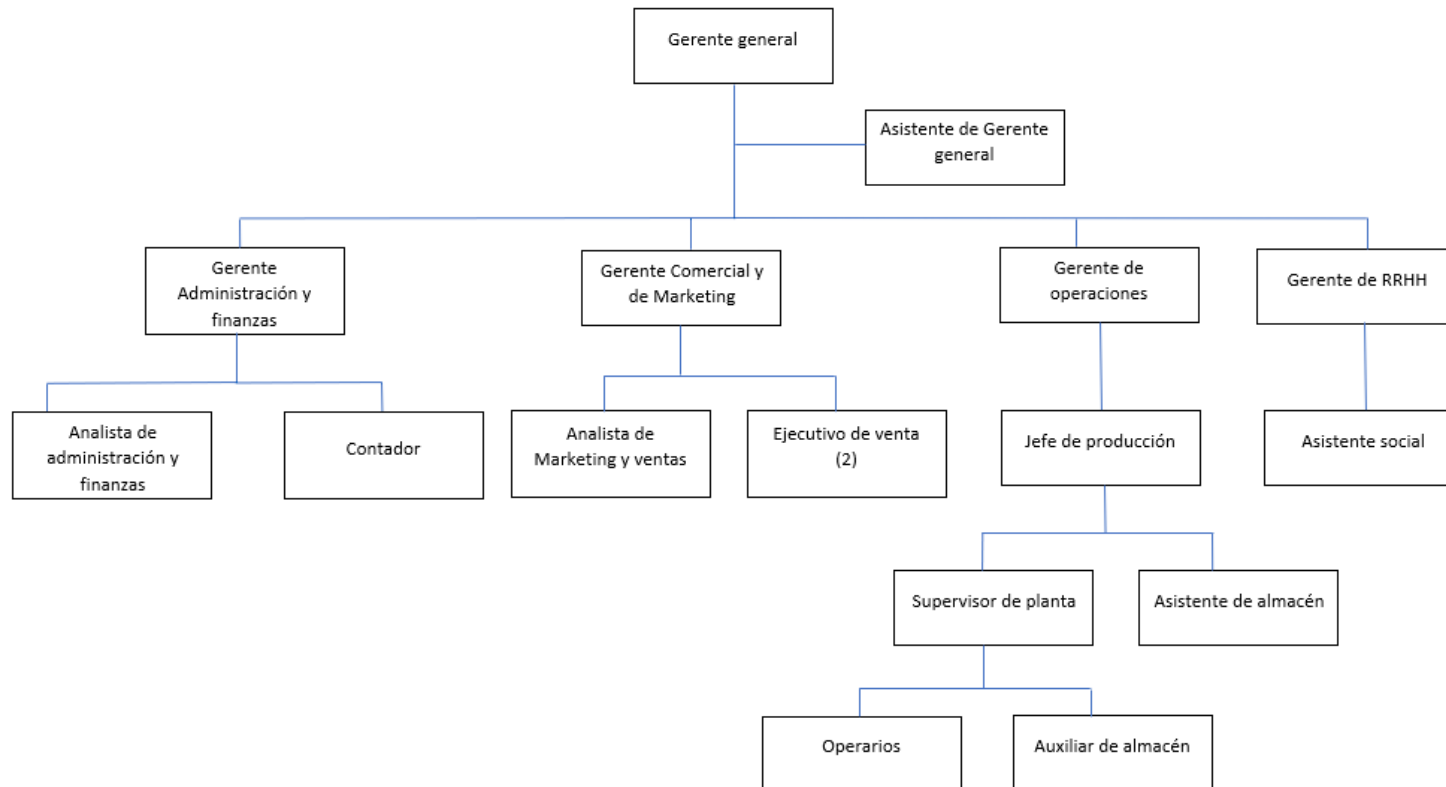 Gerente general
Asistente de Gerente
general
Gerente
Administración y
finanzas
Gerente Comercial y
de Marketing
Gerente de
operaciones
Gerente de RRHH
Analista de
administración y
finanzas
Contador
Analista de
Marketing y ventas
Ejecutivo de venta
(2)
Jefe de producción
Asistente social
Supervisor de planta
Asistente de almacén
Operarios
Auxiliar de almacén